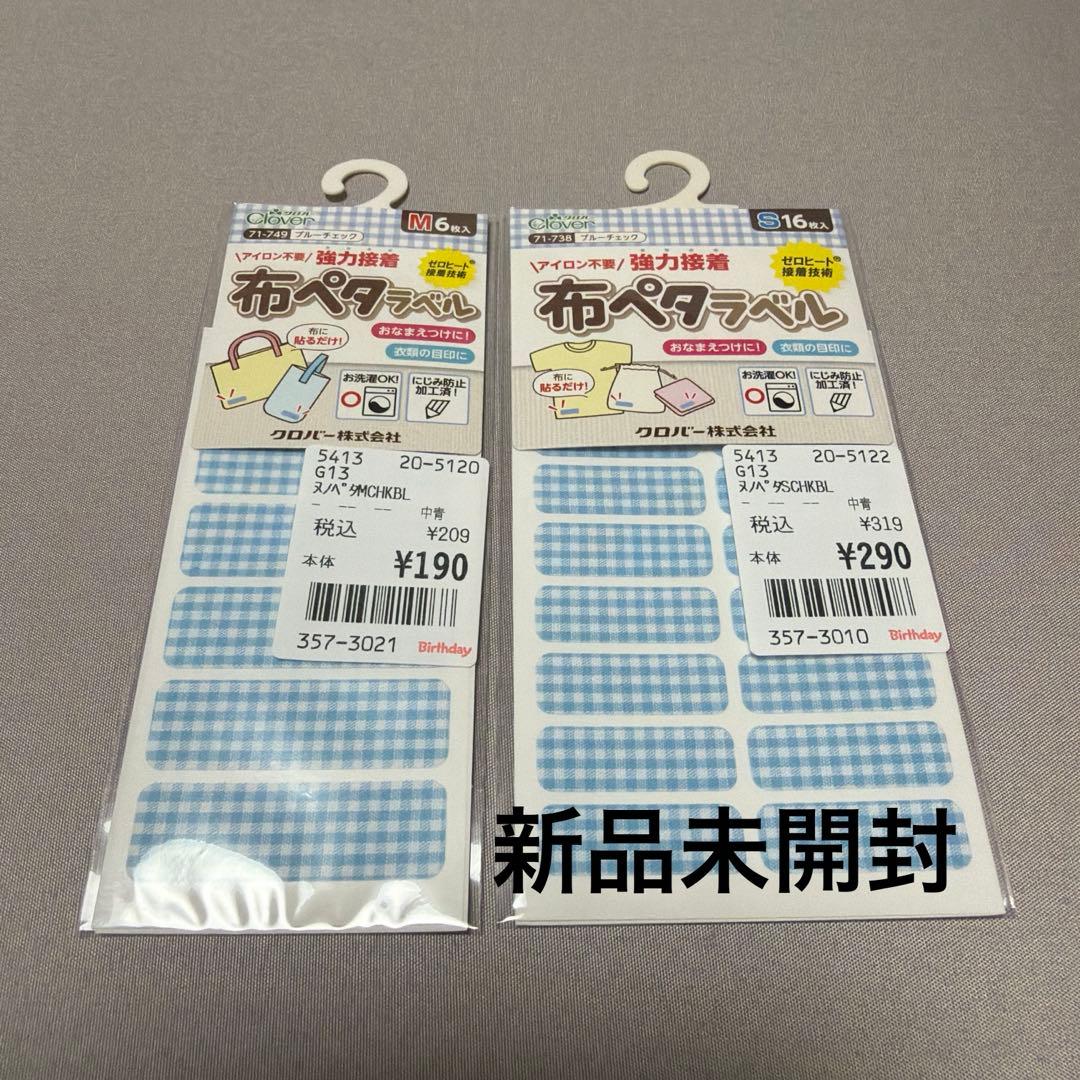 クロバー
Clover
M6枚入
71-749 ブルーチェック
\アイロン不要/ 強力接着
ゼロヒート®
接着技術
布ペタラベル
布に
貼るだけ!
おなまえつけに!
衣類の目印に
お洗濯OK!
にじみ防止
加工済!
クロバー株式会社
5413 20-5120
G13
ヌノペタMCHKBL
- -- -- 中青
税込 ¥209
本体 ¥190
357-3021 Birthday
クロバー
Clover
S16枚入
71-738 ブルーチェック
\アイロン不要/ 強力接着
ゼロヒート®
接着技術
布ペタラベル
おなまえつけに!
衣類の目印に
布に
貼るだけ!
お洗濯OK!
にじみ防止
加工済!
クロバー株式会社
5413 20-5122
G13
ヌノペタSCHKBL
- -- -- 中青
税込 ¥319
本体 ¥290
357-3010 Birthday
新品未開封